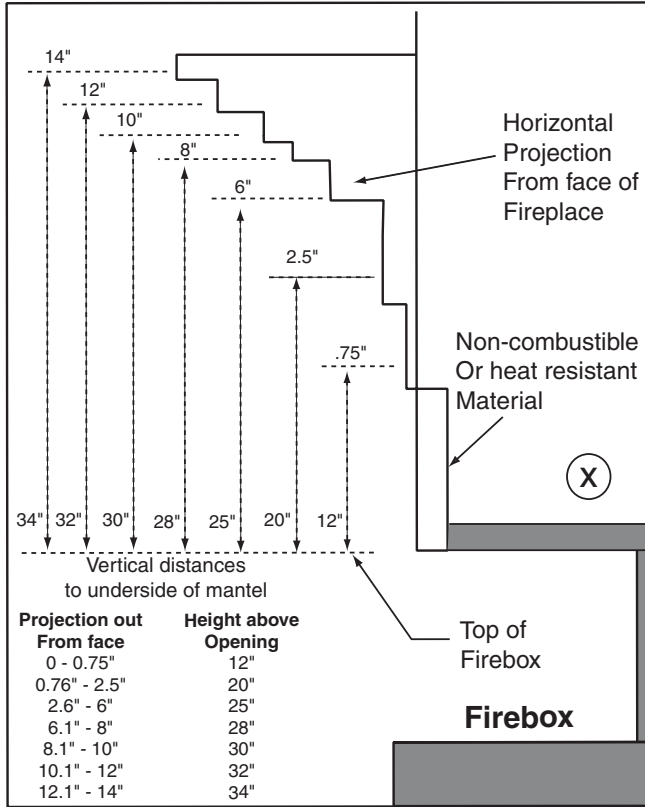 14"
12"
10"
8"
6"
2.5"
.75"
Horizontal
Projection
From face of
Fireplace
Non-combustible
Or heat resistant
Material
X
34" 32" 30" 28" 25" 20" 12"
Vertical distances
to underside of mantel
Projection out Height above
From face Opening
0 - 0.75" 12"
0.76" - 2.5" 20"
2.6" - 6" 25"
6.1" - 8" 28"
8.1" - 10" 30"
10.1" - 12" 32"
12.1" - 14" 34"
Top of
Firebox
Firebox